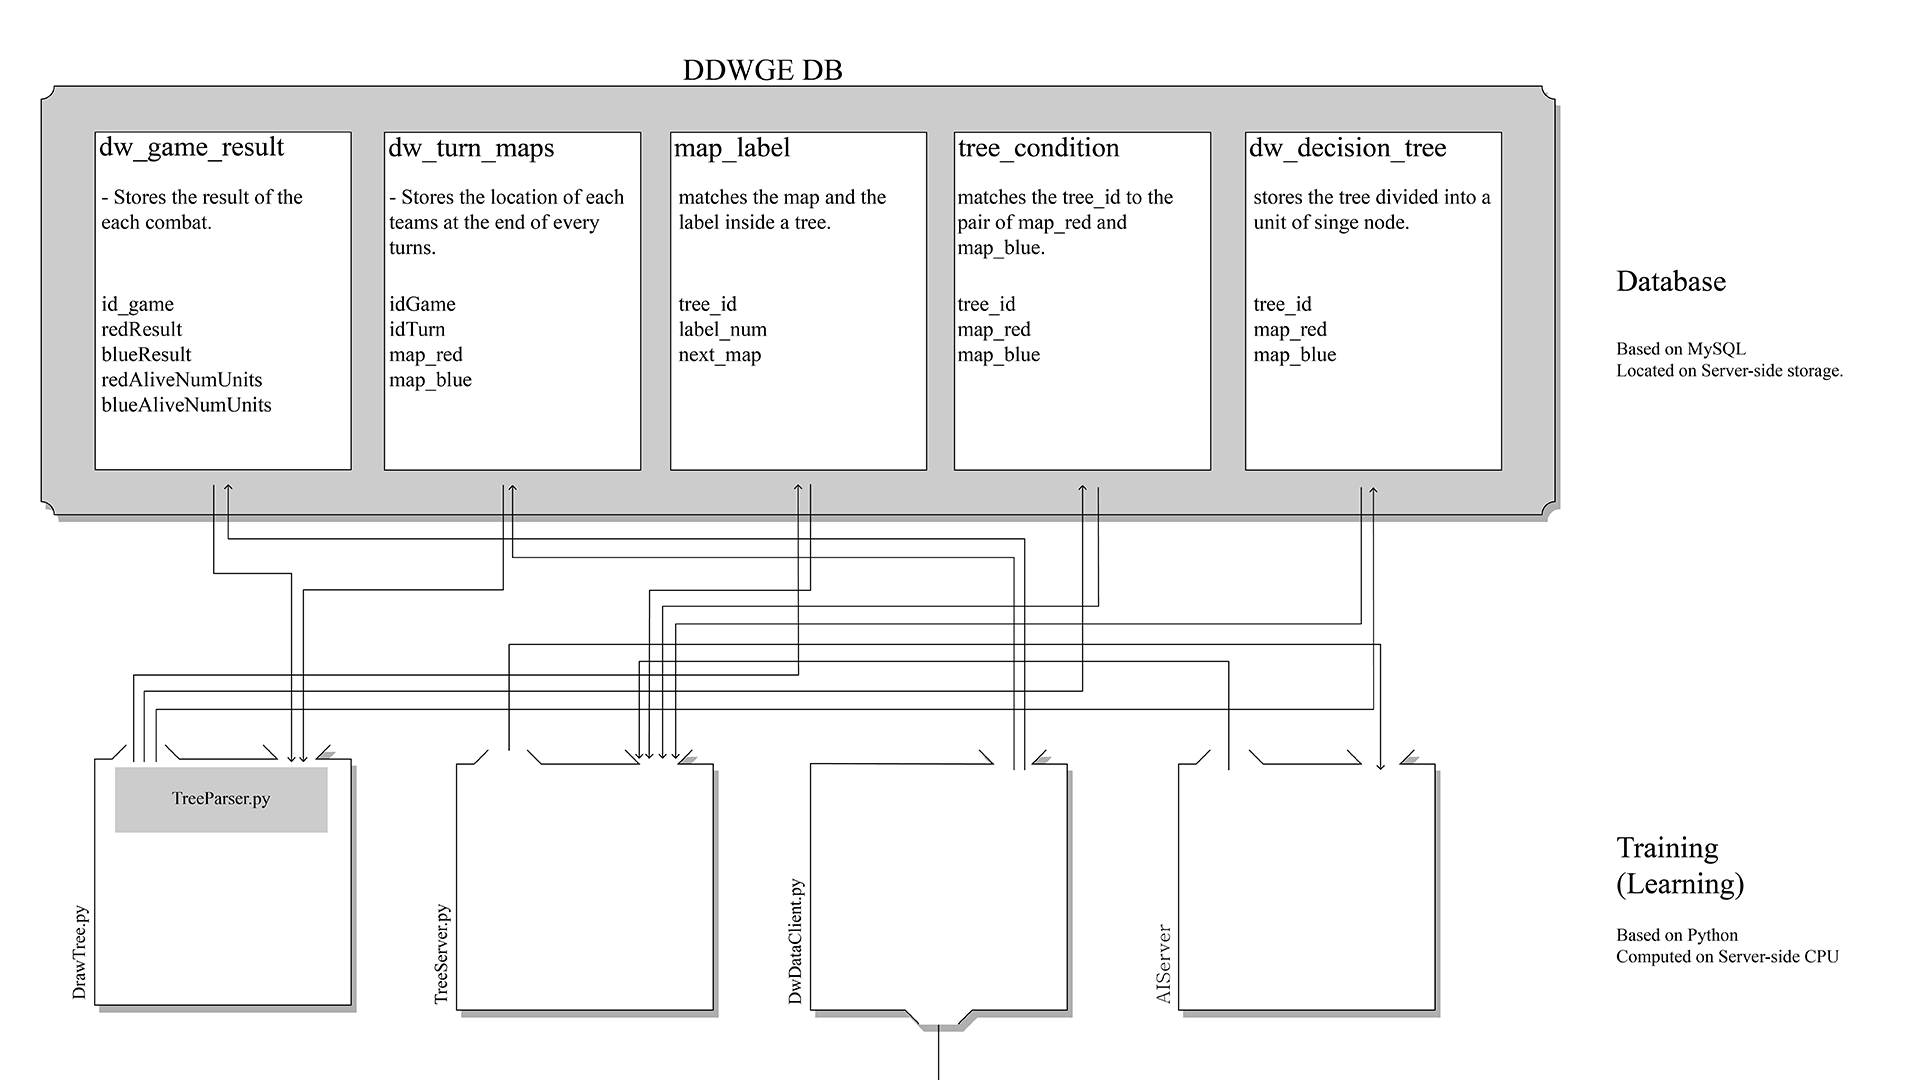 DDWGE DB
dw_game_result
- Stores the result of the
each combat.
id_game
redResult
blueResult
redAliveNumUnits
blueAliveNumUnits
dw_turn_maps
- Stores the location of each
teams at the end of every
turns.
idGame
idTurn
map_red
map_blue
map_label
matches the map and the
label inside a tree.
tree_id
label_num
next_map
tree_condition
matches the tree_id to the
pair of map_red and
map_blue.
tree_id
map_red
map_blue
dw_decision_tree
stores the tree divided into a
unit of singe node.
tree_id
map_red
map_blue
Database
Based on MySQL
Located on Server-side storage.
TreeParser.py
DrawTree.py
TreeServer.py
DwDataClient.py
AIServer
Training
(Learning)
Based on Python
Computed on Server-side CPU